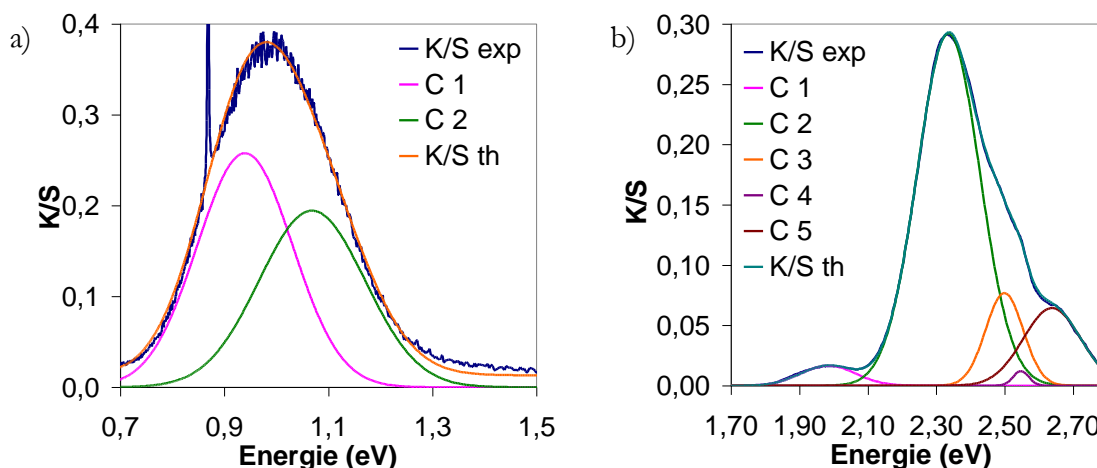 a)
K/S
0,4
0,3
0,2
0,1
0,0
K/S exp
C 1
C 2
K/S th
0,7
0,9
1,1
1,3
1,5
Energie (eV)
b)
K/S
0,30
0,25
0,20
0,15
0,10
0,05
0,00
K/S exp
C 1
C 2
C 3
C 4
C 5
K/S th
1,70
1,90
2,10
2,30
2,50
2,70
Energie (eV)